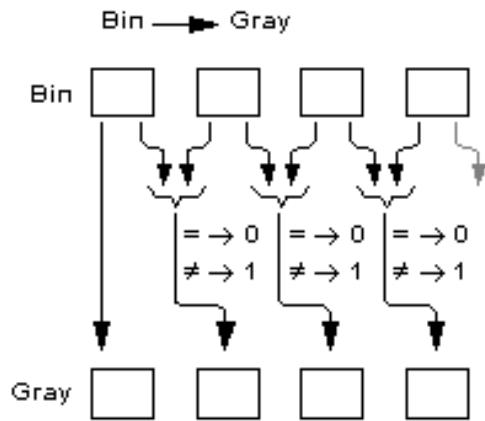 Bin → Gray
Bin
= → 0 = → 0 = → 0
≠ → 1 ≠ → 1 ≠ → 1
Gray